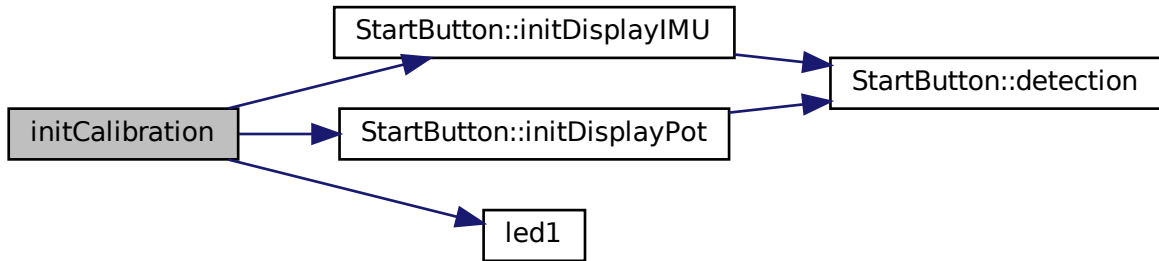 StartButton::initDisplayIMU
StartButton::detection
initCalibration
StartButton::initDisplayPot
led1